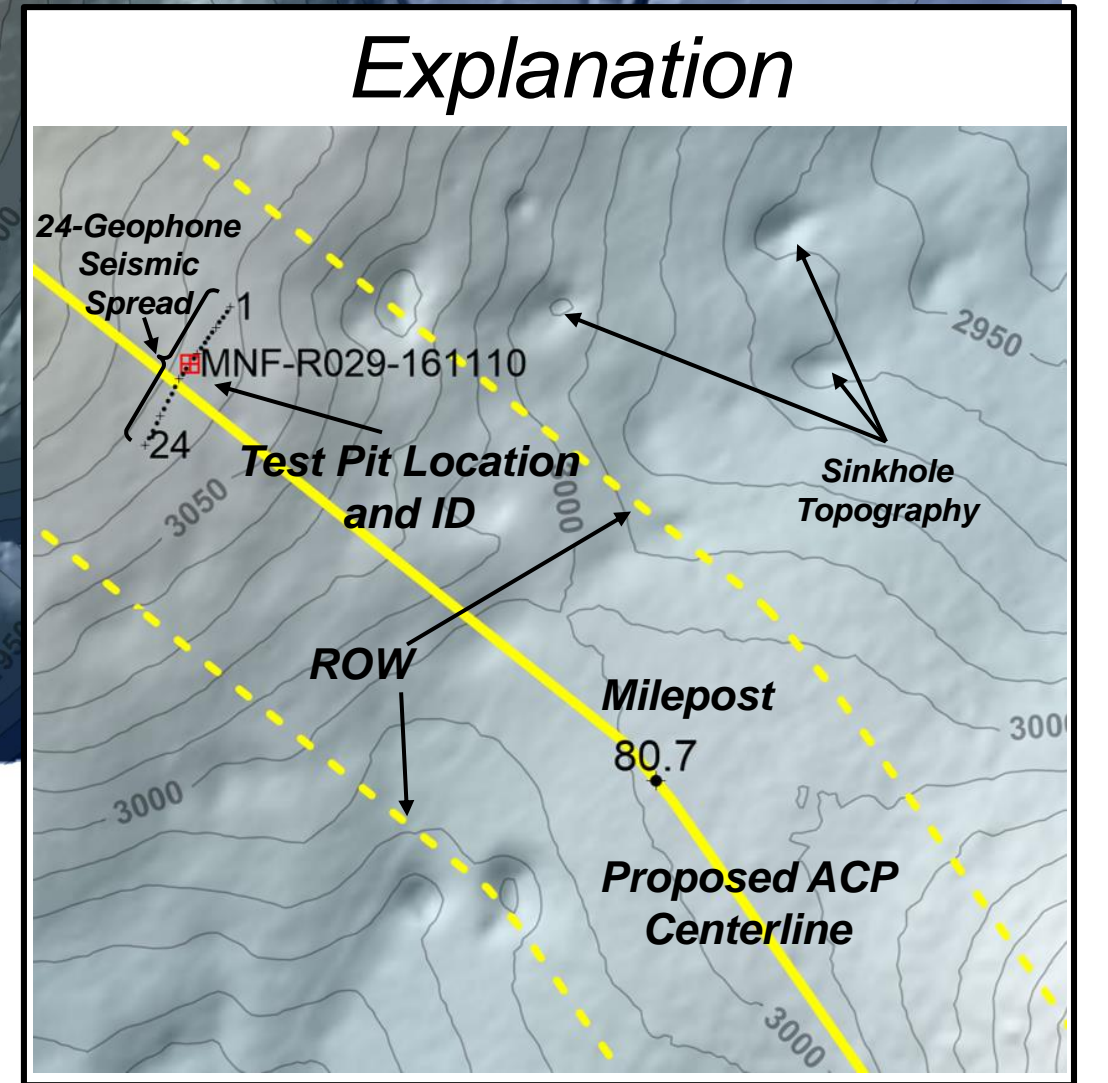 Explanation
24-Geophone
Seismic
Spread
1
MNF-R029-161110
24
Test Pit Location
and ID
2950
3050
3000
Sinkhole
Topography
ROW
Milepost
80.7
3000
3000
Proposed ACP
Centerline
3000